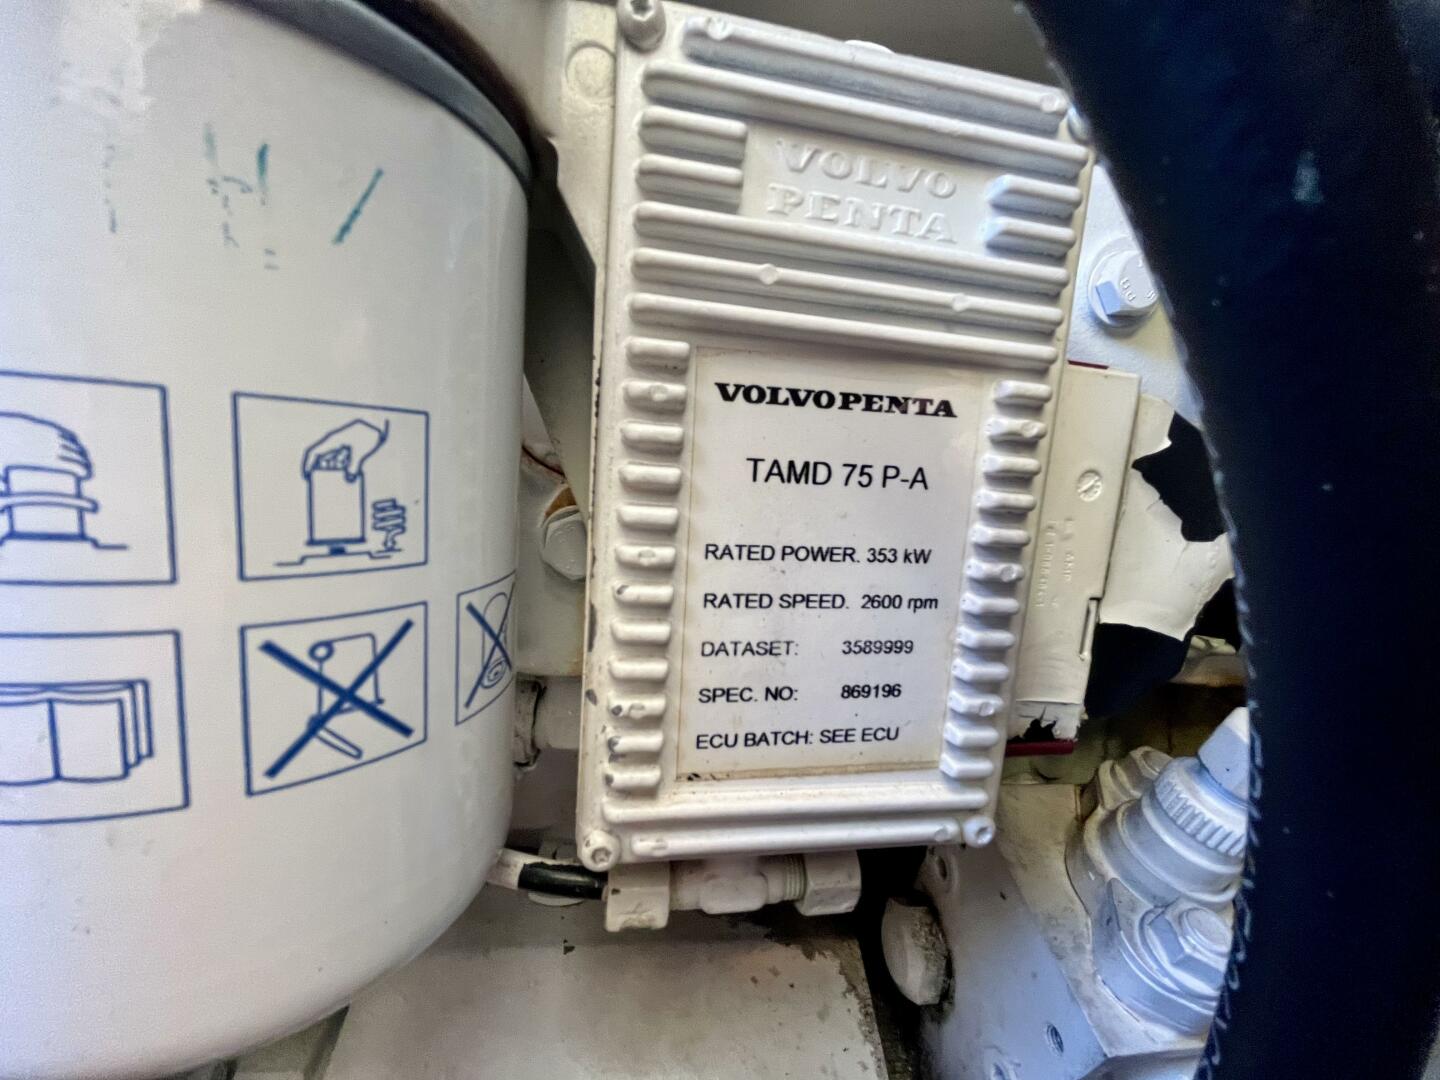 VOLVO
PENTA
VOLVO PENTA
TAMD 75 P-A
RATED POWER. 353 kW
RATED SPEED. 2600 rpm
DATASET: 3589999
SPEC. NO: 869196
ECU BATCH: SEE ECU